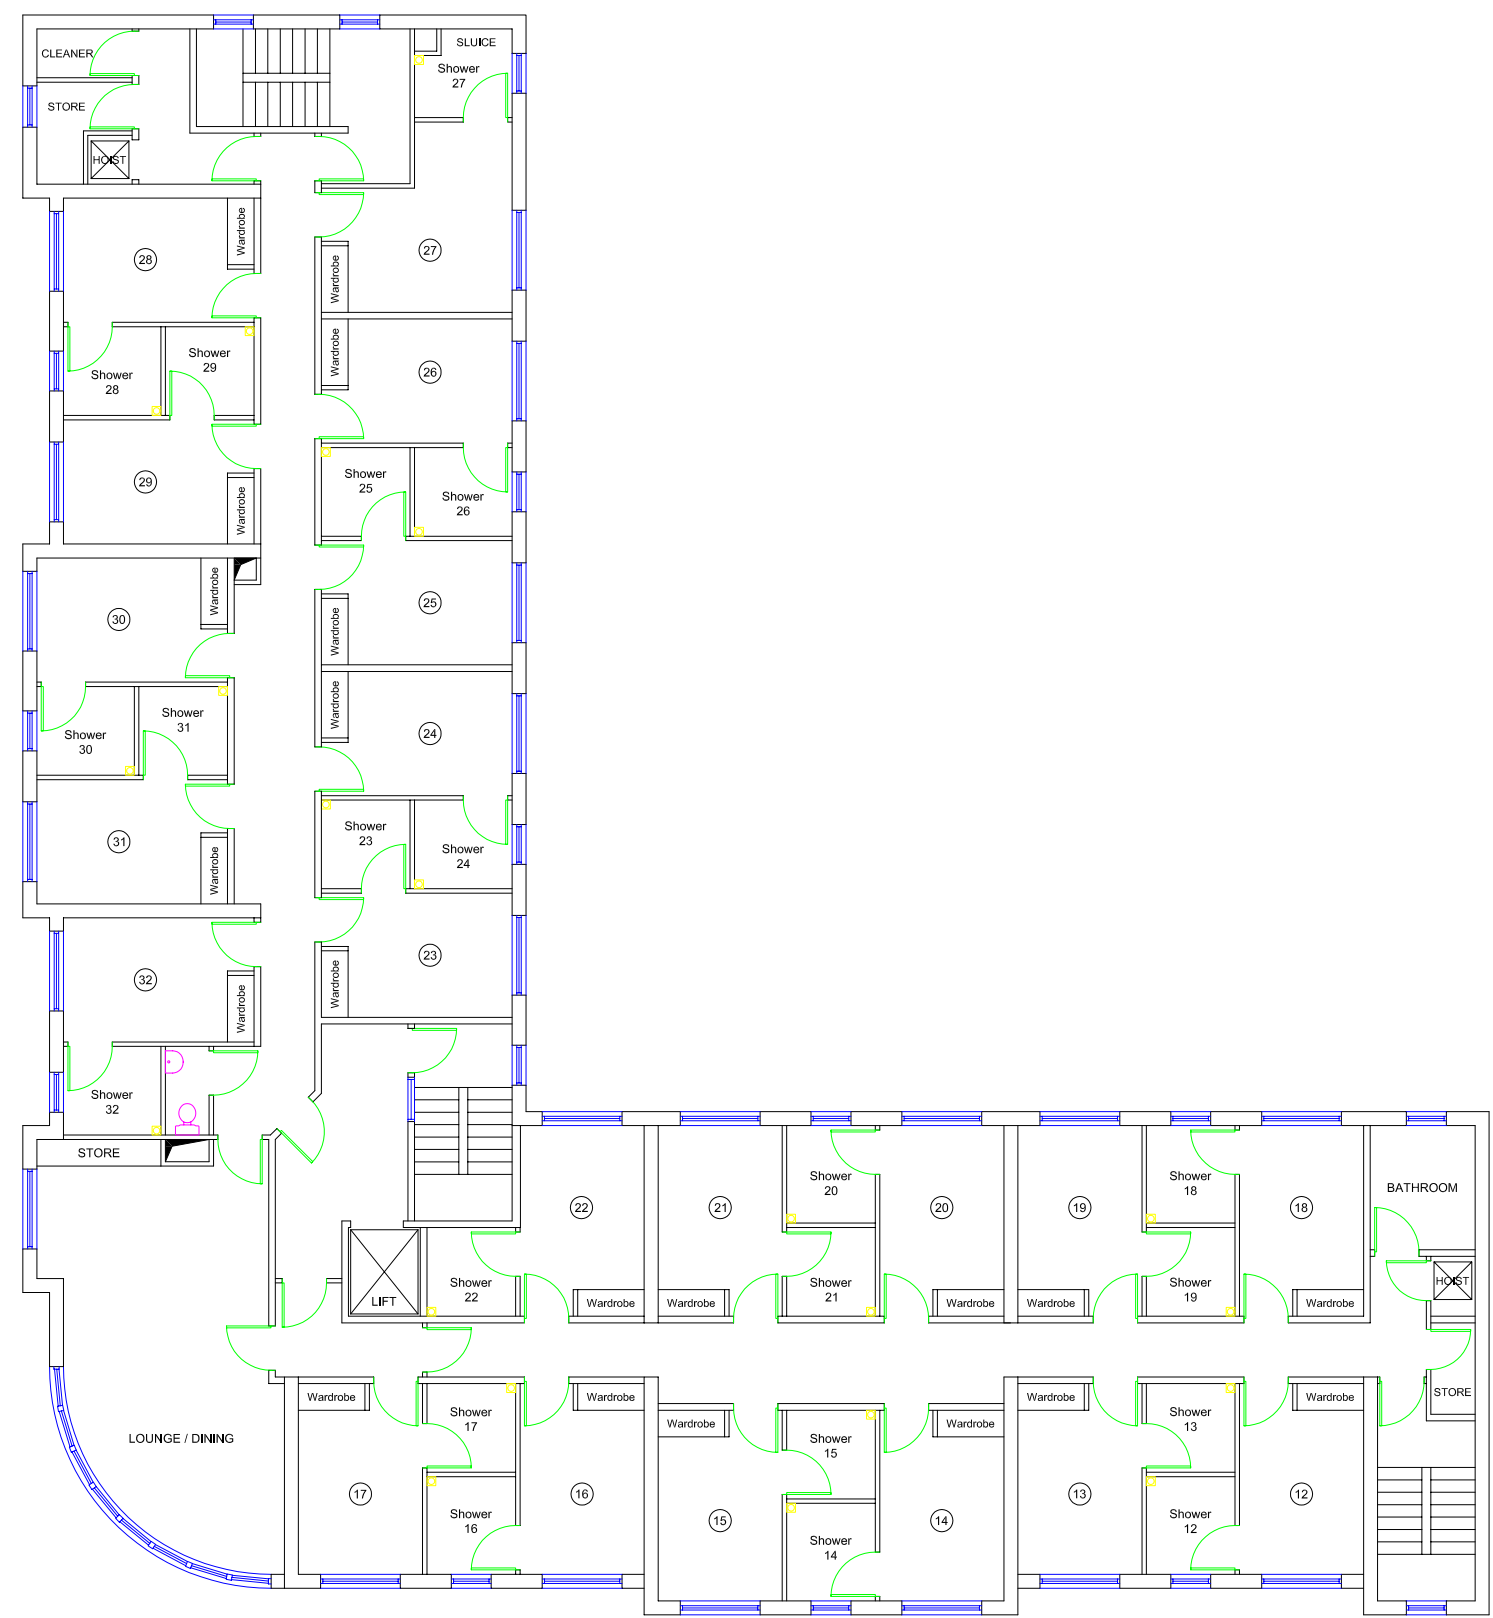 CLEANER
SLUICE
Shower
27
STORE
HOIST
Wardrobe
28
27
Wardrobe
Shower
28
Shower
29
Wardrobe
26
29
Wardrobe
Shower
25
Shower
26
Wardrobe
30
25
Wardrobe
Shower
30
Shower
31
Wardrobe
24
31
Wardrobe
Shower
23
Shower
24
32
Wardrobe
23
Wardrobe
Shower
32
STORE
22
21
Shower
20
20
19
Shower
18
18
BATHROOM
LIFT
Shower
22
Wardrobe
Wardrobe
Shower
21
Wardrobe
Wardrobe
Shower
19
Wardrobe
HOIST
LOUNGE / DINING
Wardrobe
Shower
17
Wardrobe
Wardrobe
Shower
15
Wardrobe
Wardrobe
Shower
13
Wardrobe
STORE
17
Shower
16
16
15
Shower
14
14
13
Shower
12
12